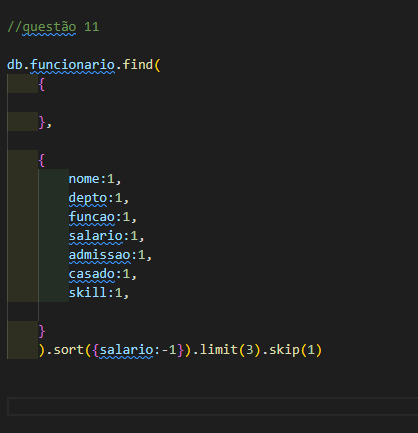 //questão 11
db.funcionario.find(
{
},
{
nome:1,
depto:1,
funcao:1,
salario:1,
admissao:1,
casado:1,
skill:1,
}
).sort({salario:-1}).limit(3).skip(1)